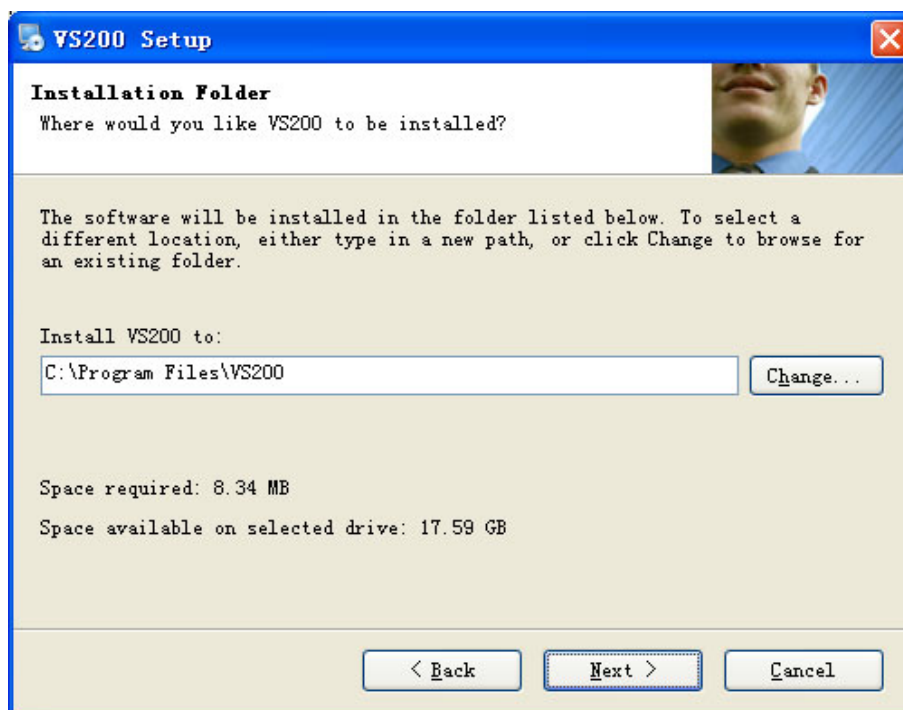 VS200 Setup
Installation Folder
Where would you like VS200 to be installed?
The software will be installed in the folder listed below. To select a
different location, either type in a new path, or click Change to browse for
an existing folder.
Install VS200 to:
C:\Program Files\VS200
Change...
Space required: 8.34 MB
Space available on selected drive: 17.59 GB
< Back
Next >
Cancel